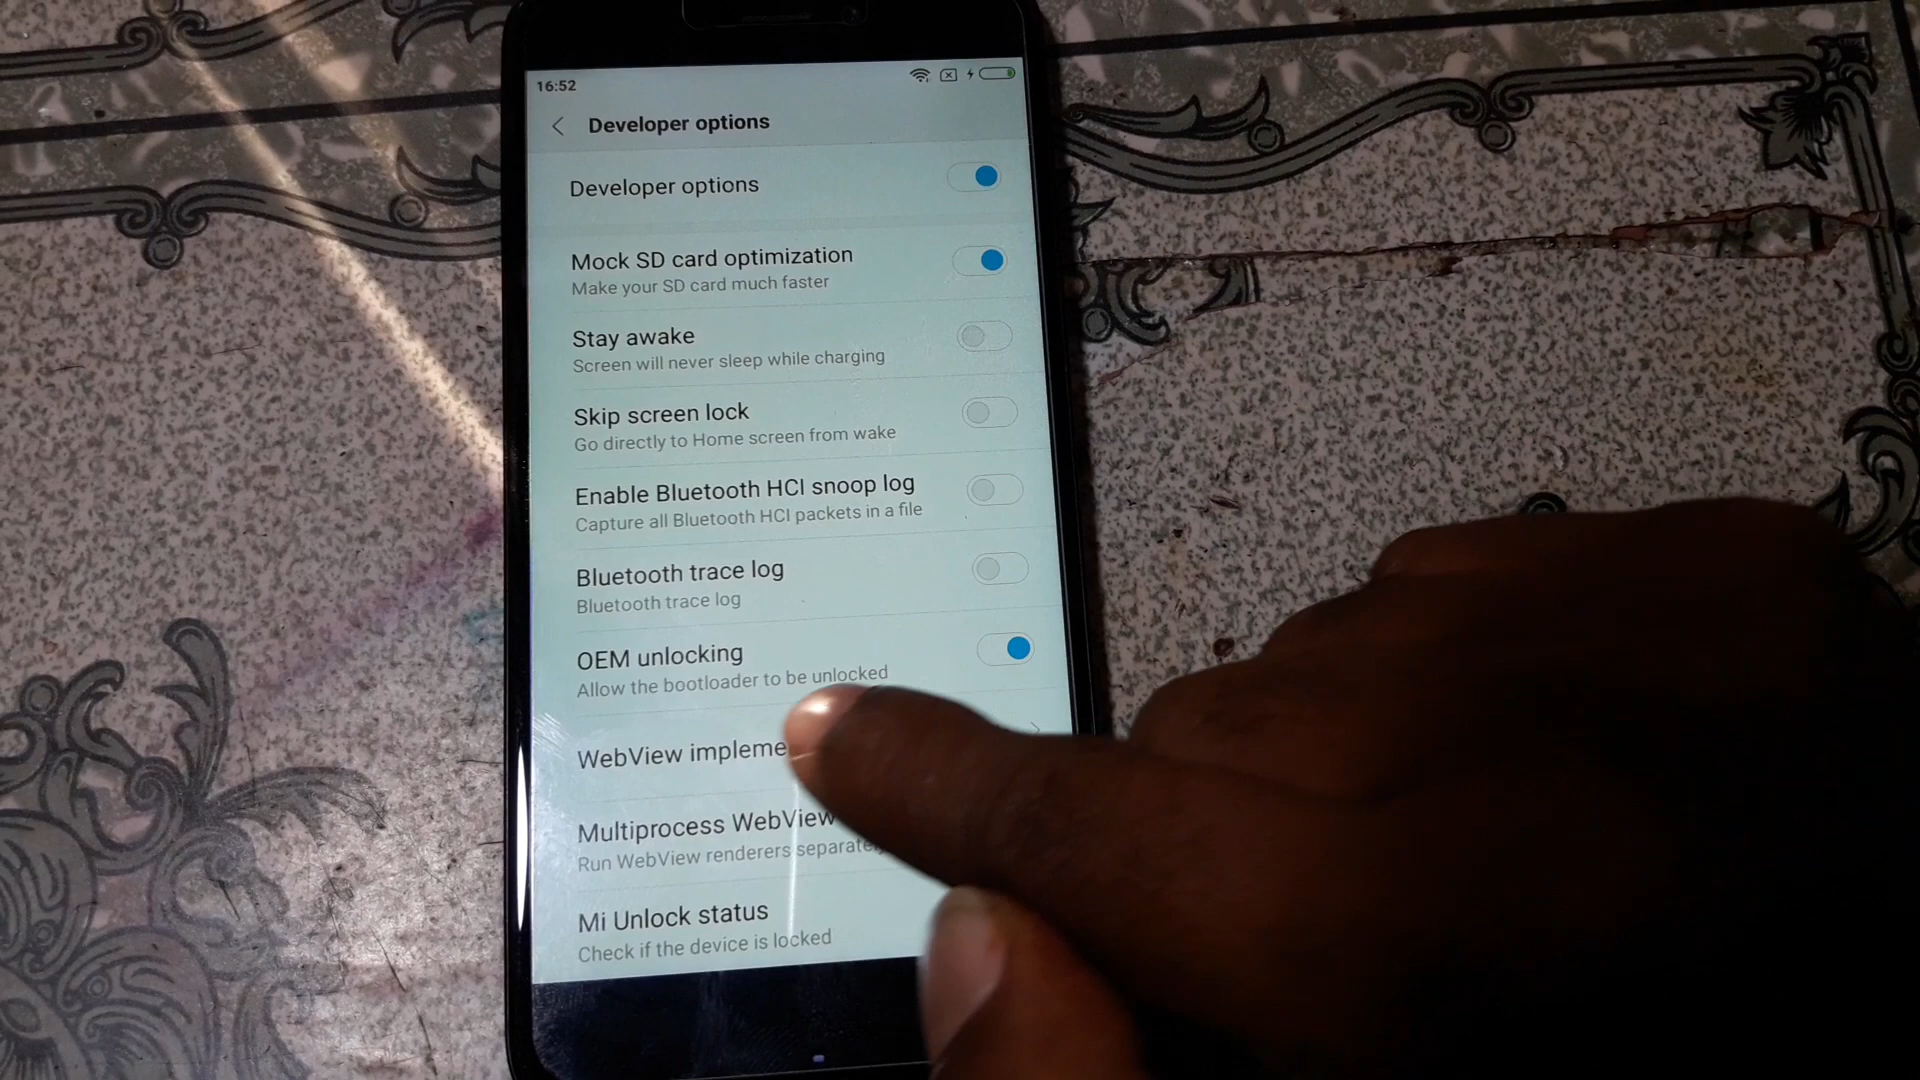 16:52
Developer options
Developer options
Mock SD card optimization
Make your SD card much faster
Stay awake
Screen will never sleep while charging
Skip screen lock
Go directly to Home screen from wake
Enable Bluetooth HCI snoop log
Capture all Bluetooth HCI packets in a file
Bluetooth trace log
Bluetooth trace log
OEM unlocking
Allow the bootloader to be unlocked
WebView impleme
Multiprocess WebView
Run WebView renderers separately
Mi Unlock status
Check if the device is locked